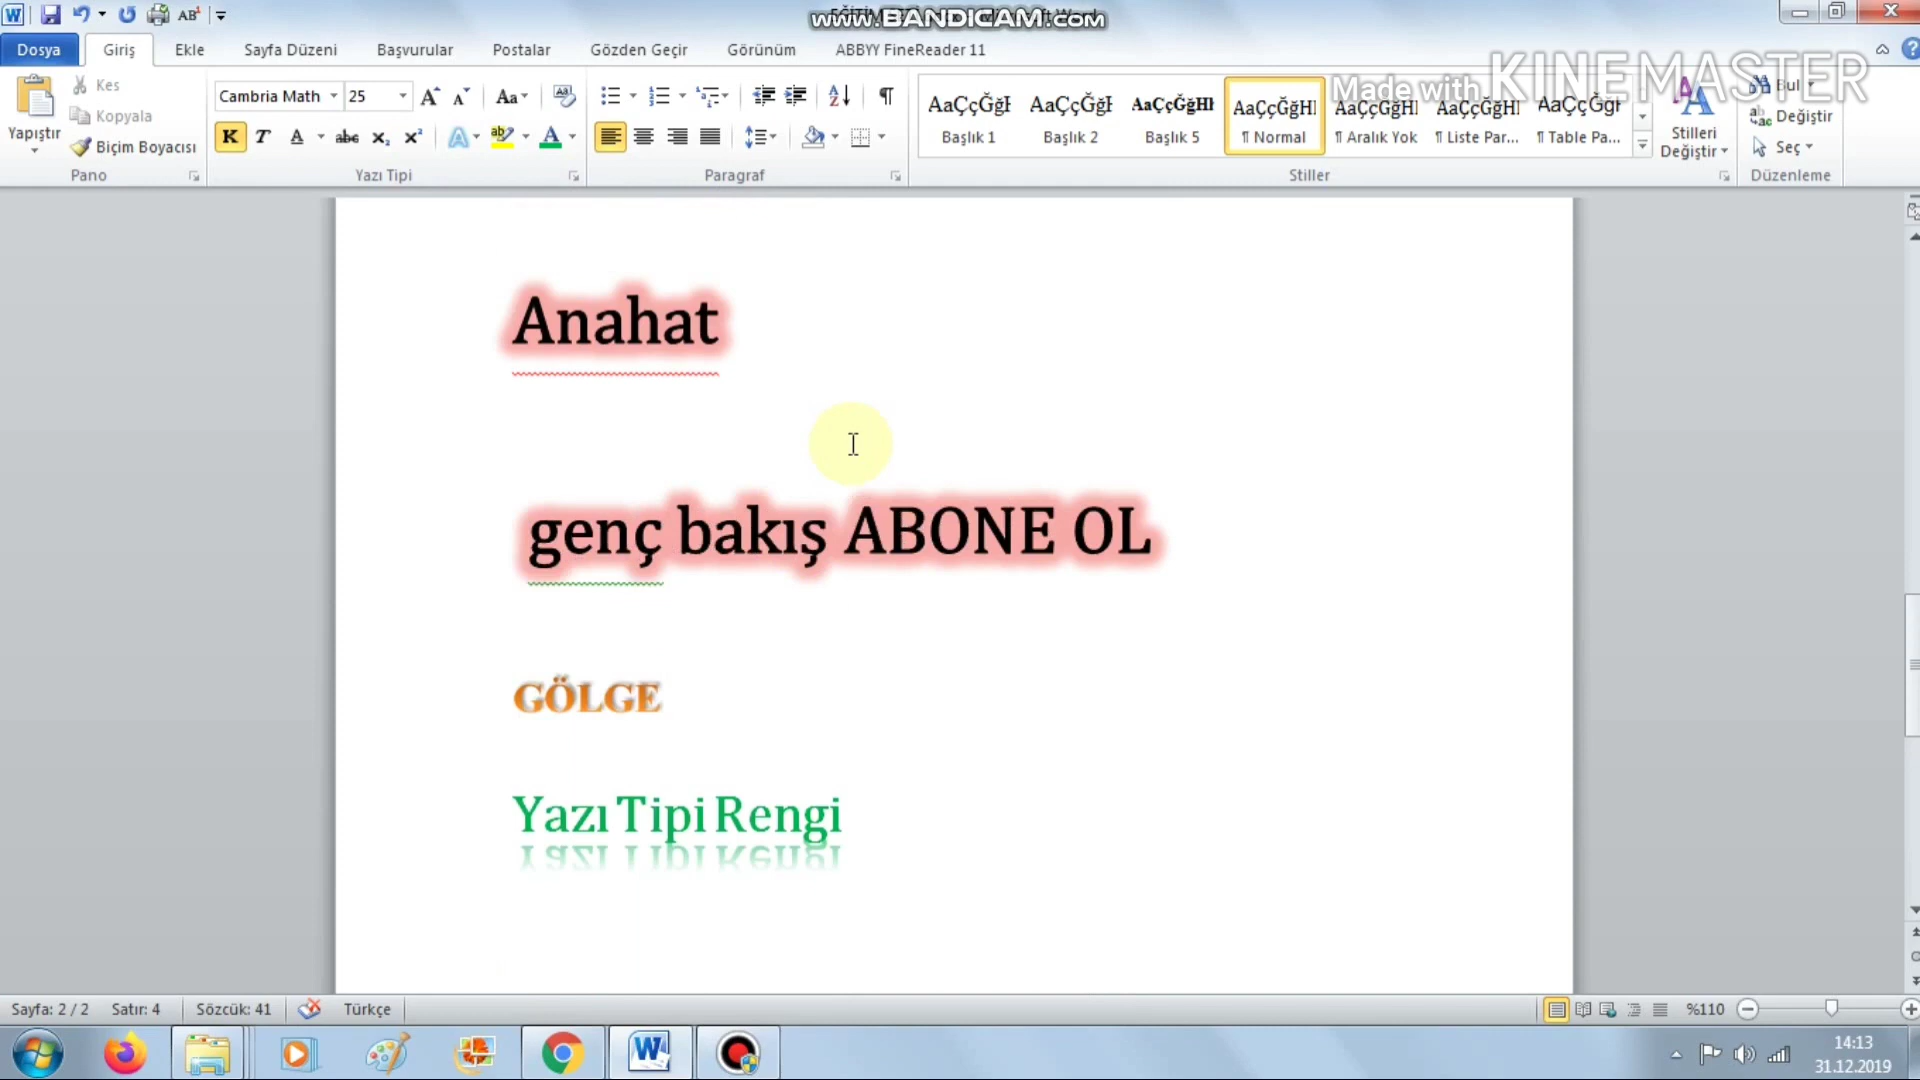 www.BANDICAM.com
Dosya Giriş Ekle Sayfa Düzeni Başvurular Postalar Gözden Geçir Görünüm ABBYY FineReader 11
Made with KINEMASTER
Yapıştır
Kes
Kopyala
Biçim Boyacısı
Pano
Cambria Math 25
Yazı Tipi
Paragraf
AaÇçĞğI AaÇçĞğI AaÇçĞğHI AaÇçĞğHI AaÇçĞğHI AaÇçĞğHI AaÇçĞğI
Başlık 1 Başlık 2 Başlık 5 ¶ Normal ¶ Aralık Yok ¶ Liste Par... ¶ Table Pa...
Stiller
Stilleri Değiştir
Bul
Değiştir
Seç
Düzenleme
Anahat
genç bakış ABONE OL
GÖLGE
Yazı Tipi Rengi
Sayfa: 2 / 2 Satır: 4 Sözcük: 41 Türkçe %110
14:13
31.12.2019